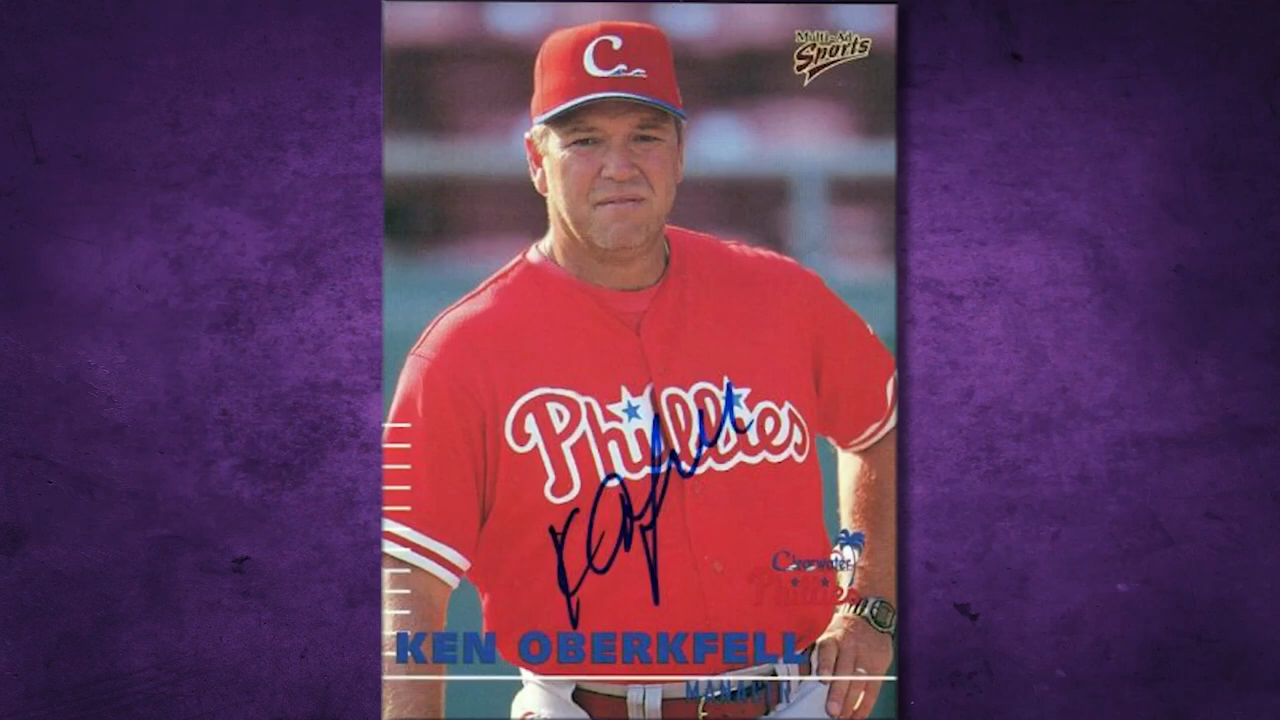 C
Multi-Ad
Sports
Phillies
Clearwater
Phillies
KEN OBERKFELL
MANAGER